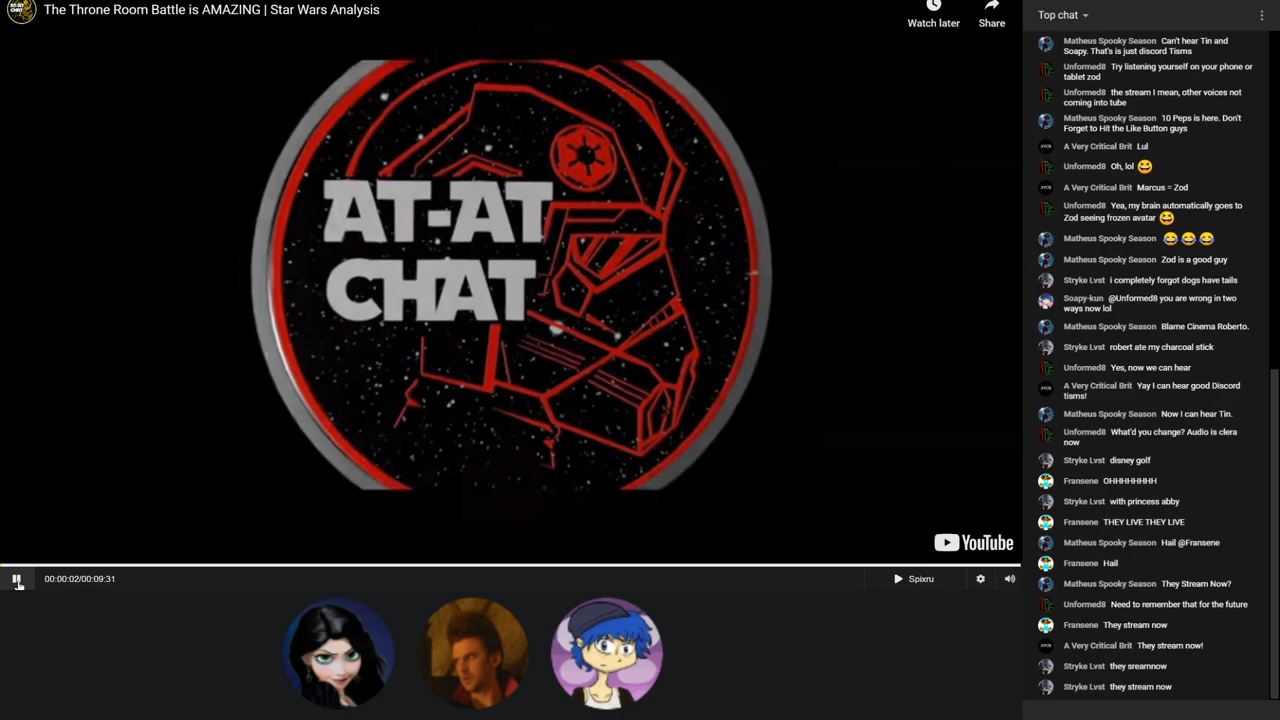 The Throne Room Battle is AMAZING | Star Wars Analysis
Watch later
Share
AT-AT
CHAT
AT-AT
CHAT
YouTube
00:00:02/00:09:31
Spixru
Top chat
Matheus Spooky Season Can't hear Tin and
Soapy. That's is just discord Tisms
Unformed8 Try listening yourself on your phone or
tablet zod
Unformed8 the stream I mean, other voices not
coming into tube
Matheus Spooky Season 10 Peps is here. Don't
Forget to Hit the Like Button guys
A Very Critical Brit Lul
Unformed8 Oh, lol 😆
A Very Critical Brit Marcus = Zod
Unformed8 Yea, my brain automatically goes to
Zod seeing frozen avatar 😆
Matheus Spooky Season 😂 😂 😂
Matheus Spooky Season Zod is a good guy
Stryke Lvst i completely forgot dogs have tails
Soapy-kun @Unformed8 you are wrong in two
ways now lol
Matheus Spooky Season Blame Cinema Roberto.
Stryke Lvst robert ate my charcoal stick
Unformed8 Yes, now we can hear
A Very Critical Brit Yay I can hear good Discord
tisms!
Matheus Spooky Season Now I can hear Tin.
Unformed8 What'd you change? Audio is clera
now
Stryke Lvst disney golf
Fransene OHHHHHHHH
Stryke Lvst with princess abby
Fransene THEY LIVE THEY LIVE
Matheus Spooky Season Hail @Fransene
Fransene Hail
Matheus Spooky Season They Stream Now?
Unformed8 Need to remember that for the future
Fransene They stream now
A Very Critical Brit They stream now!
Stryke Lvst they sreamnow
Stryke Lvst they stream now